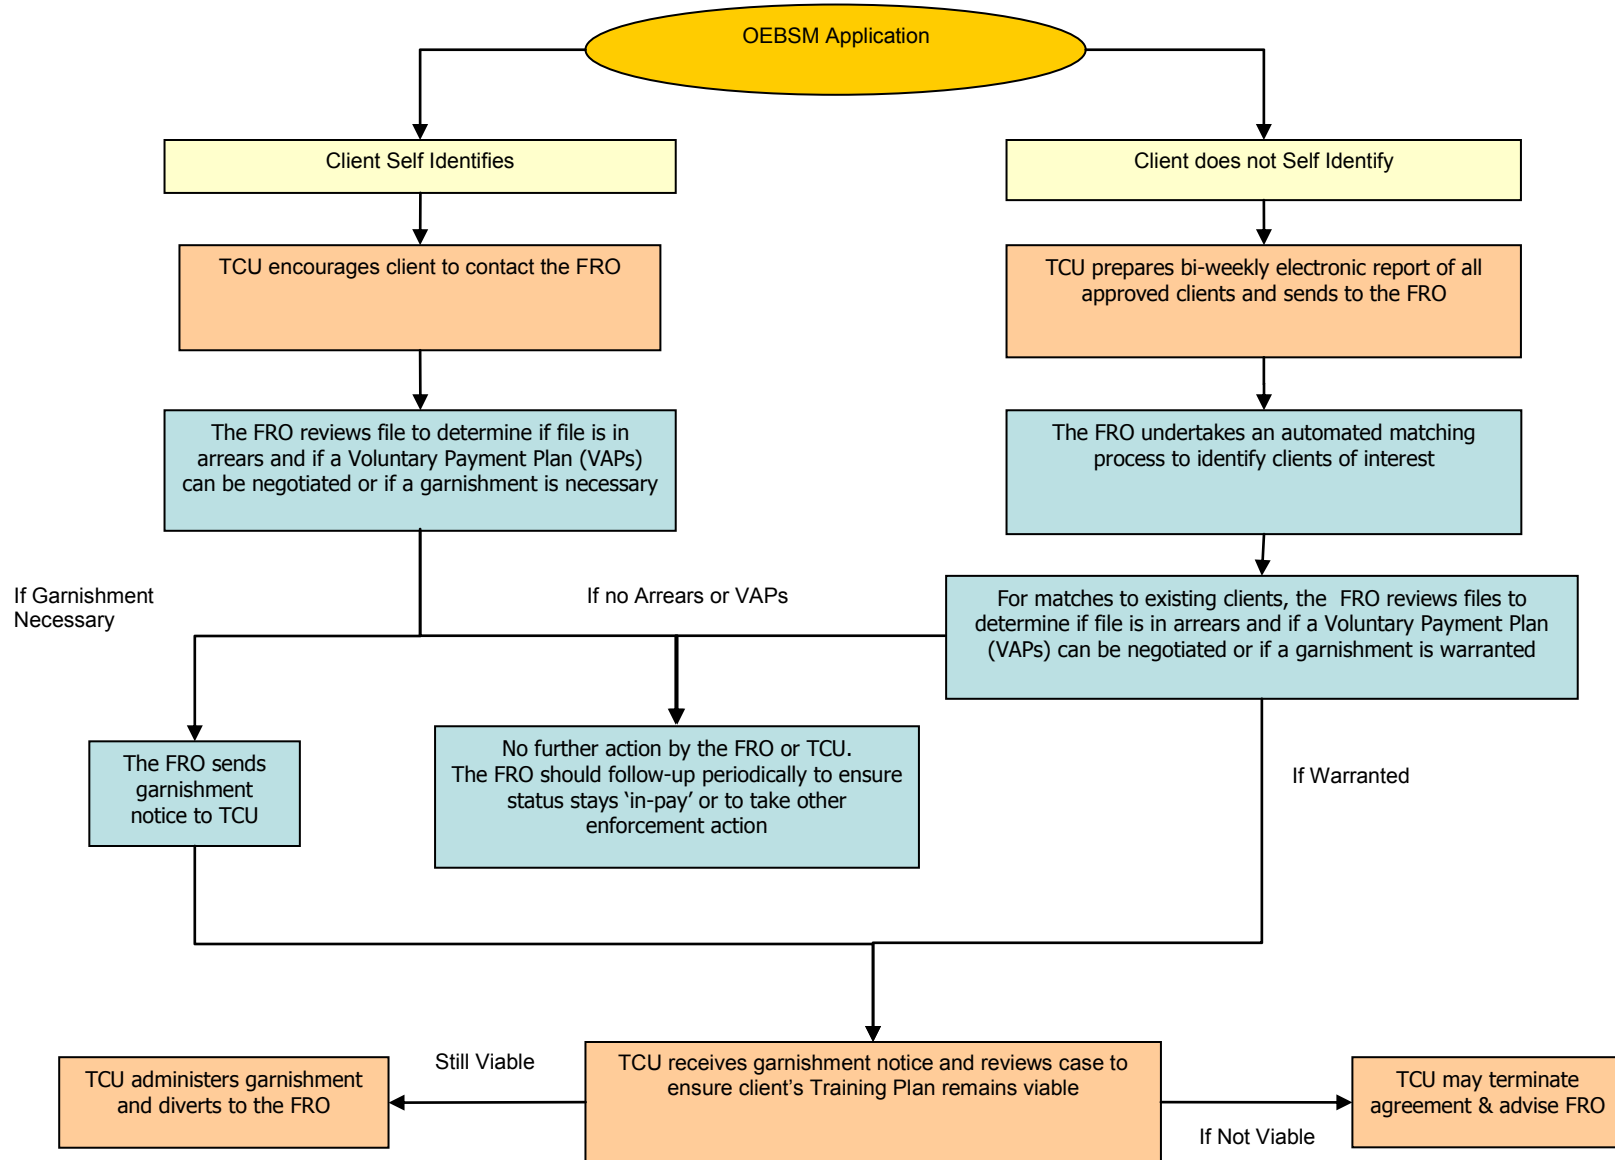 OEBSM Application
Client Self Identifies
Client does not Self Identify
TCU encourages client to contact the FRO
TCU prepares bi-weekly electronic report of all
approved clients and sends to the FRO
The FRO reviews file to determine if file is in
arrears and if a Voluntary Payment Plan (VAPs)
can be negotiated or if a garnishment is necessary
The FRO undertakes an automated matching
process to identify clients of interest
If Garnishment
Necessary
If no Arrears or VAPs
For matches to existing clients, the FRO reviews files to
determine if file is in arrears and if a Voluntary Payment Plan
(VAPs) can be negotiated or if a garnishment is warranted
The FRO sends
garnishment
notice to TCU
No further action by the FRO or TCU.
The FRO should follow-up periodically to ensure
status stays ‘in-pay’ or to take other
enforcement action
If Warranted
Still Viable
TCU administers garnishment
and diverts to the FRO
TCU receives garnishment notice and reviews case to
ensure client’s Training Plan remains viable
If Not Viable
TCU may terminate
agreement & advise FRO